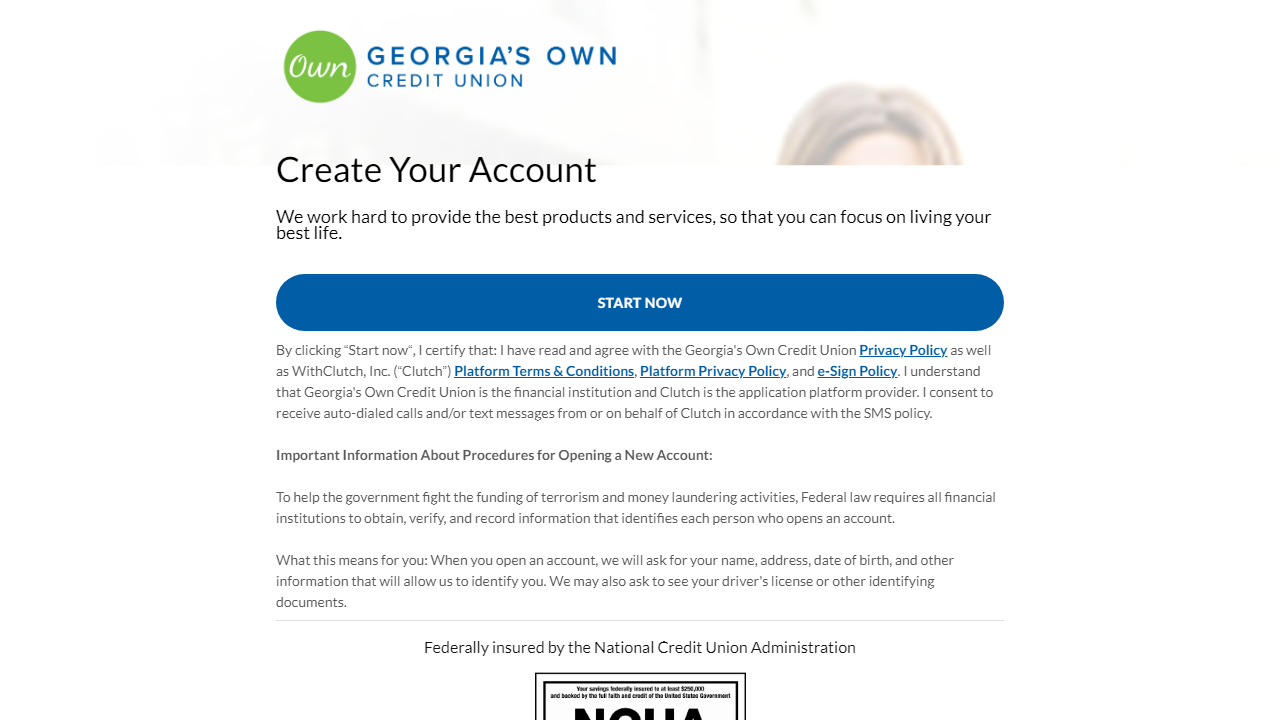 Own
GEORGIA'S OWN
CREDIT UNION
Create Your Account
We work hard to provide the best products and services, so that you can focus on living your
best life.
START NOW
By clicking “Start now“, I certify that: I have read and agree with the Georgia's Own Credit Union Privacy Policy as well
as WithClutch, Inc. (“Clutch”) Platform Terms & Conditions, Platform Privacy Policy, and e-Sign Policy. I understand
that Georgia's Own Credit Union is the financial institution and Clutch is the application platform provider. I consent to
receive auto-dialed calls and/or text messages from or on behalf of Clutch in accordance with the SMS policy.
Important Information About Procedures for Opening a New Account:
To help the government fight the funding of terrorism and money laundering activities, Federal law requires all financial
institutions to obtain, verify, and record information that identifies each person who opens an account.
What this means for you: When you open an account, we will ask for your name, address, date of birth, and other
information that will allow us to identify you. We may also ask to see your driver's license or other identifying
documents.
Federally insured by the National Credit Union Administration
Your savings federally insured to at least $250,000
and backed by the full faith and credit of the United States Government
NCUA